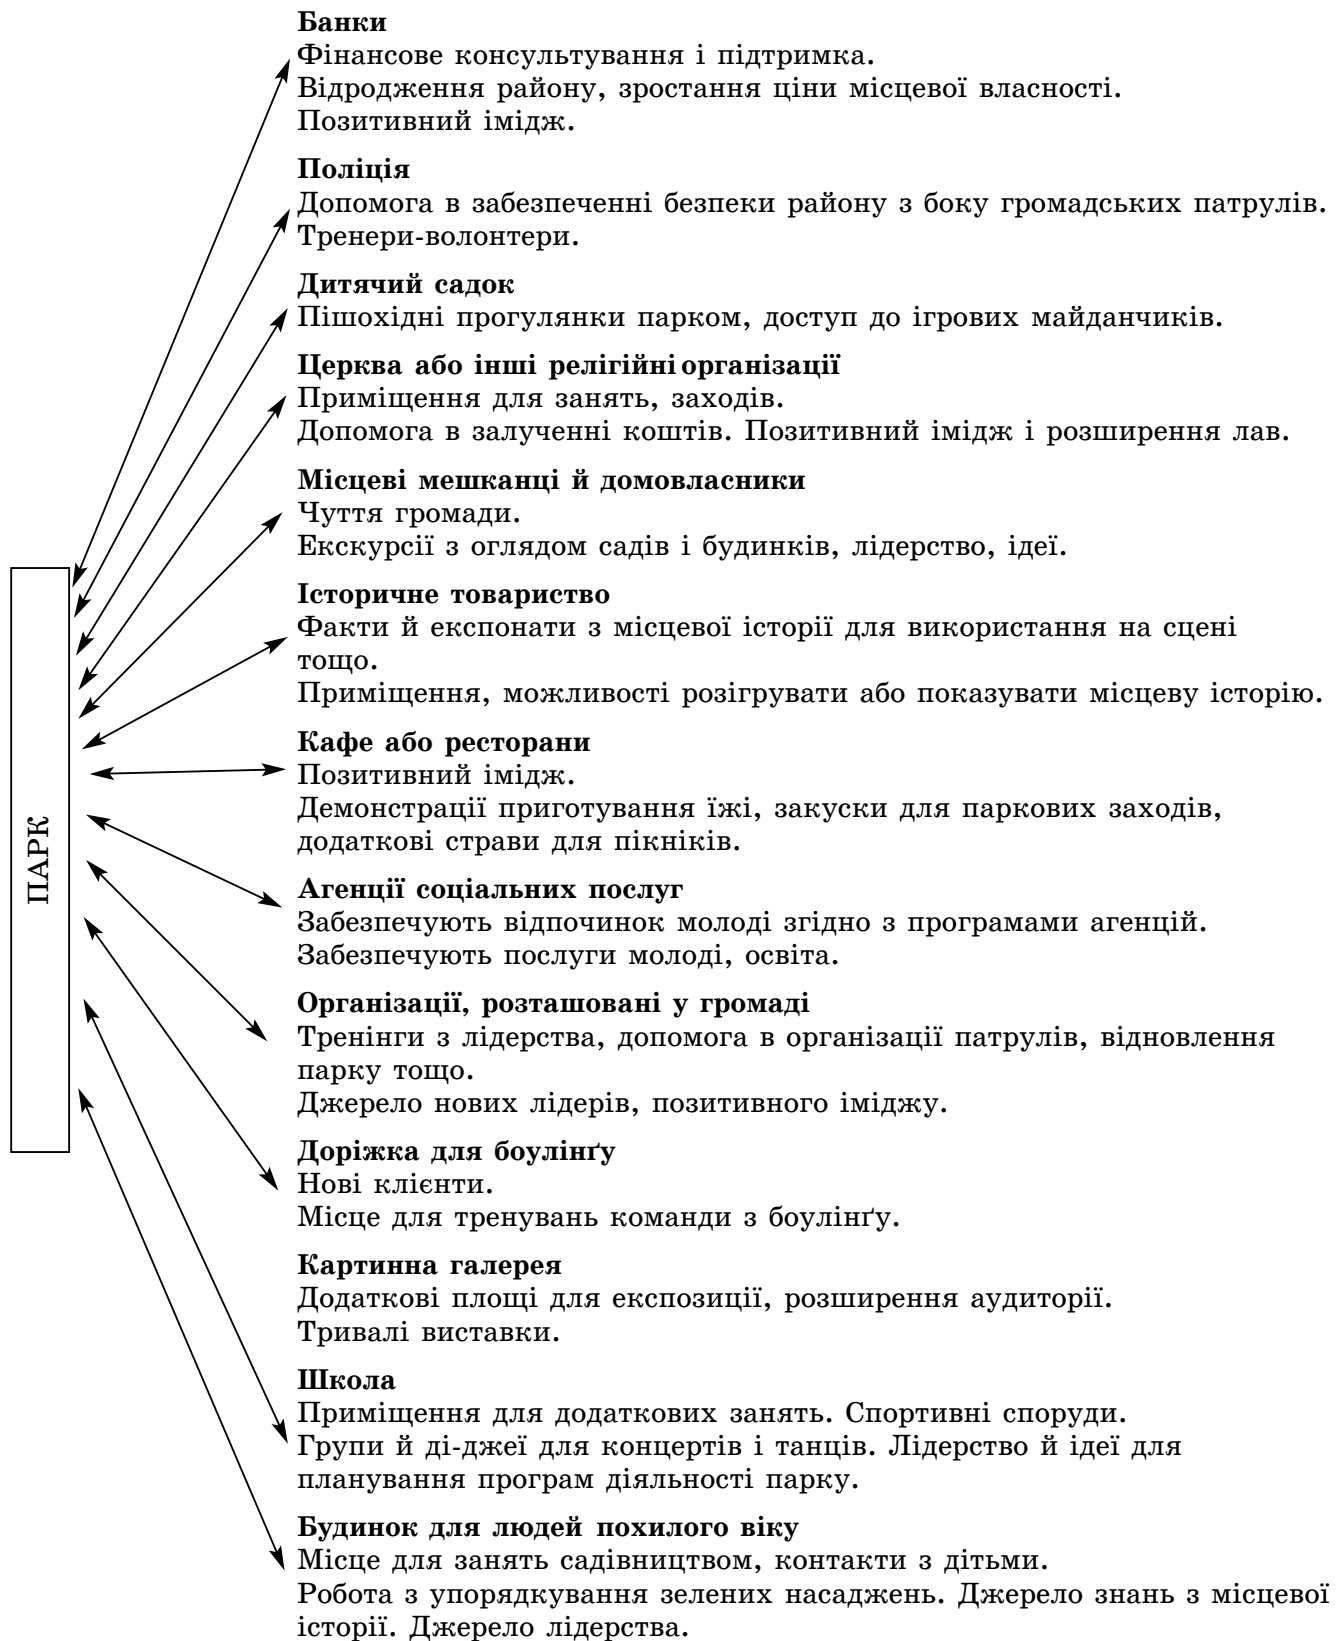 Банки
Фінансове консультування і підтримка.
Відродження району, зростання ціни місцевої власності.
Позитивний імідж.
Поліція
Допомога в забезпеченні безпеки району з боку громадських патрулів.
Тренери-волонтери.
Дитячий садок
Пішохідні прогулянки парком, доступ до ігрових майданчиків.
Церква або інші релігійні організації
Приміщення для занять, заходів.
Допомога в залученні коштів. Позитивний імідж і розширення лав.
Місцеві мешканці й домовласники
Чуття громади.
Екскурсії з оглядом садів і будинків, лідерство, ідеї.
Історичне товариство
Факти й експонати з місцевої історії для використання на сцені
тощо.
Приміщення, можливості розігрувати або показувати місцеву історію.
Кафе або ресторани
Позитивний імідж.
Демонстрації приготування їжі, закуски для паркових заходів,
додаткові страви для пікніків.
ПАРК
Агенції соціальних послуг
Забезпечують відпочинок молоді згідно з програмами агенцій.
Забезпечують послуги молоді, освіта.
Організації, розташовані у громаді
Тренінги з лідерства, допомога в організації патрулів, відновлення
парку тощо.
Джерело нових лідерів, позитивного іміджу.
Доріжка для боулінґу
Нові клієнти.
Місце для тренувань команди з боулінґу.
Картинна галерея
Додаткові площі для експозиції, розширення аудиторії.
Тривалі виставки.
Школа
Приміщення для додаткових занять. Спортивні споруди.
Групи й ді-джеї для концертів і танців. Лідерство й ідеї для
планування програм діяльності парку.
Будинок для людей похилого віку
Місце для занять садівництвом, контакти з дітьми.
Робота з упорядкування зелених насаджень. Джерело знань з місцевої
історії. Джерело лідерства.